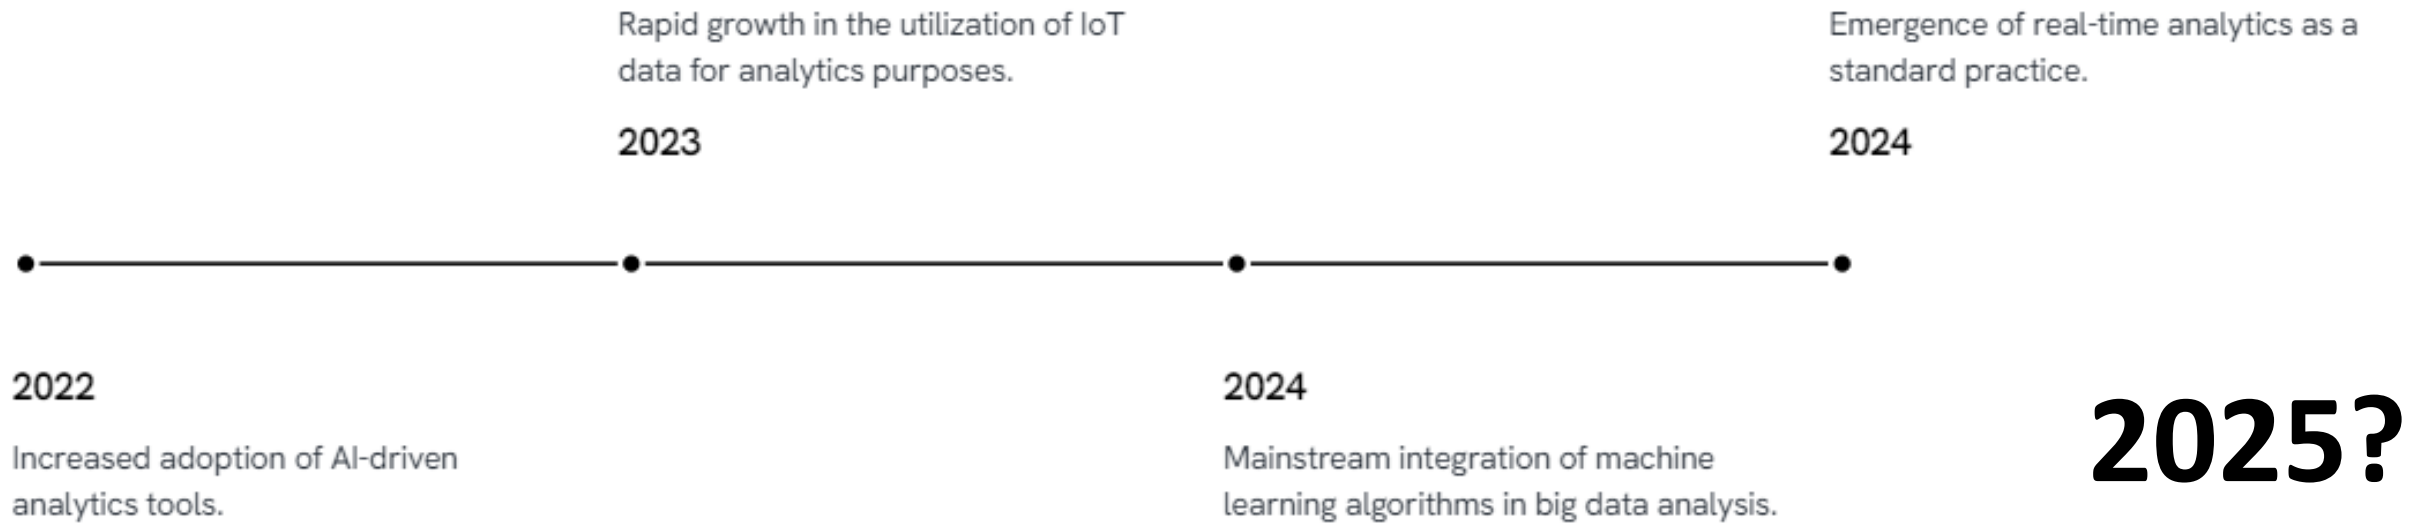 Rapid growth in the utilization of IoT
data for analytics purposes.
2023
Emergence of real-time analytics as a
standard practice.
2024
2022
Increased adoption of AI-driven
analytics tools.
2024
Mainstream integration of machine
learning algorithms in big data analysis.
2025?